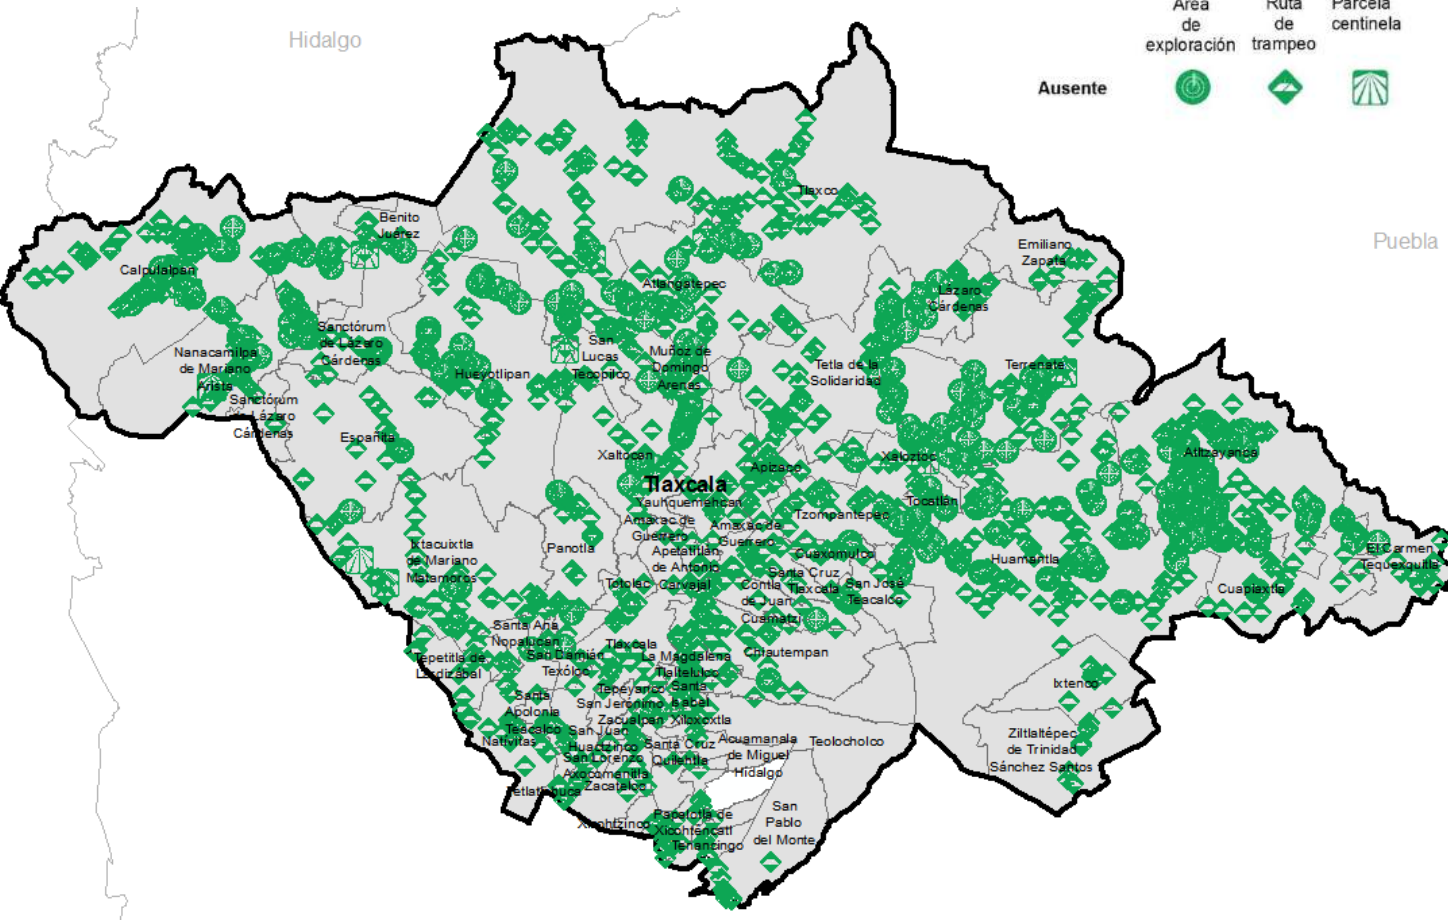 Hidalgo
Área
de
exploración
Ruta
de
trampeo
Parcela
centinela
Ausente
Puebla
Tlaxco
Benito
Juárez
Emiliano
Zapata
Calpulalpan
Atlangatepec
Lázaro
Cárdenas
Sanctórum
de Lázaro
Cárdenas
San
Lucas
Tecopilco
Muñoz de
Domingo
Arenas
Nanacamilpa
de Mariano
Arista
Hueyotlipan
Tetla de la
Solidaridad
Terrenate
Sanctórum
de Lázaro
Cárdenas
Españita
Xaltocan
Apizaco
Xaloztoc
Atltzayanca
Tlaxcala
Yauhquemehcan
Tocatlán
Amaxac de
Guerrero
Amaxac de
Guerrero
Tzompantepec
Ixtacuixtla
de Mariano
Matamoros
Panotla
Apetatitlán
de Antonio
Carvajal
Cuaxomulco
Huamantla
El Carmen
Tequexquitla
Totolac
Contla
de Juan
Cuamatzi
Santa Cruz
Tlaxcala
San José
Teacalco
Cuapiaxtla
Santa Ana
Nopalucan
Tlaxcala
La Magdalena
Tlaltelulco
Chiautempan
Tepetitla de
Lardizábal
San Damián
Texóloc
Ixtenco
Tepeyanco
Santa
Isabel
Xiloxoxtla
Santa
Apolonia
Teacalco
San Jerónimo
Zacualpan
Nativitas
San Juan
Huactzinco
Santa Cruz
Quilehtla
Acuamanala
de Miguel
Hidalgo
Teolocholco
Ziltlaltépec
de Trinidad
Sánchez Santos
San Lorenzo
Axocomanitla
Zacatelco
Tetlatlahuca
Xicohtzinco
Papalotla de
Xicohténcatl
Tenancingo
San
Pablo
del Monte